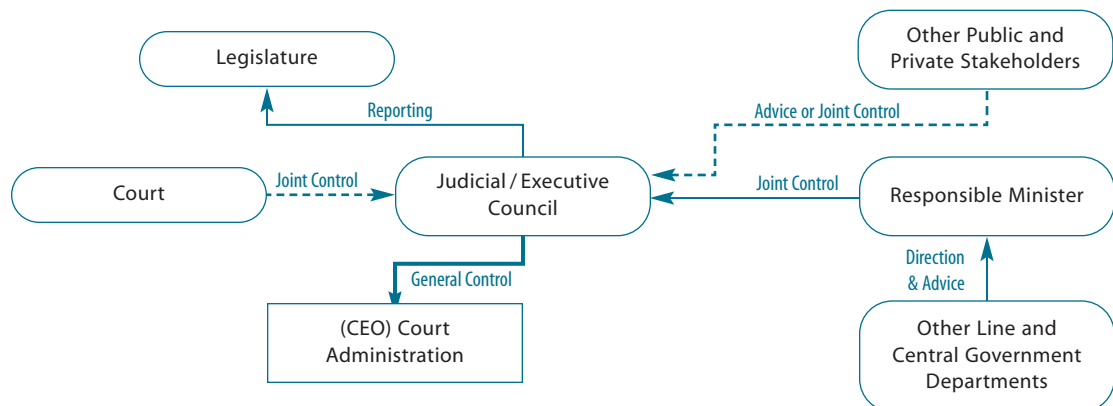 Other Public and
Private Stakeholders
Legislature
Reporting
Advice or Joint Control
Court
Joint Control
Judicial / Executive
Council
Joint Control
Responsible Minister
General Control
Direction
& Advice
(CEO) Court
Administration
Other Line and
Central Government
Departments